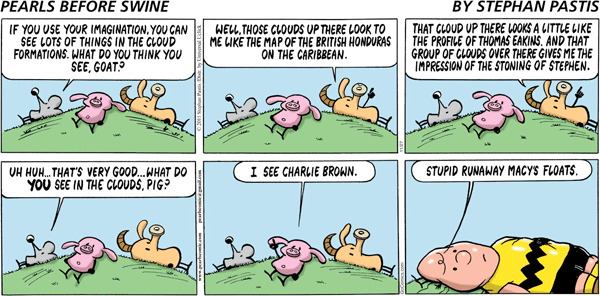 PEARLS BEFORE SWINE
BY STEPHAN PASTIS
IF YOU USE YOUR IMAGINATION, YOU CAN
SEE LOTS OF THINGS IN THE CLOUD
FORMATIONS. WHAT DO YOU THINK YOU
SEE, GOAT?
WELL, THOSE CLOUDS UP THERE LOOK TO
ME LIKE THE MAP OF THE BRITISH HONDURAS
ON THE CARIBBEAN.
THAT CLOUD UP THERE LOOKS A LITTLE LIKE
THE PROFILE OF THOMAS EAKINS. AND THAT
GROUP OF CLOUDS OVER THERE GIVES ME THE
IMPRESSION OF THE STONING OF STEPHEN.
UH HUH...THAT'S VERY GOOD...WHAT DO
YOU SEE IN THE CLOUDS, PIG?
I SEE CHARLIE BROWN.
STUPID RUNAWAY MACY'S FLOATS.